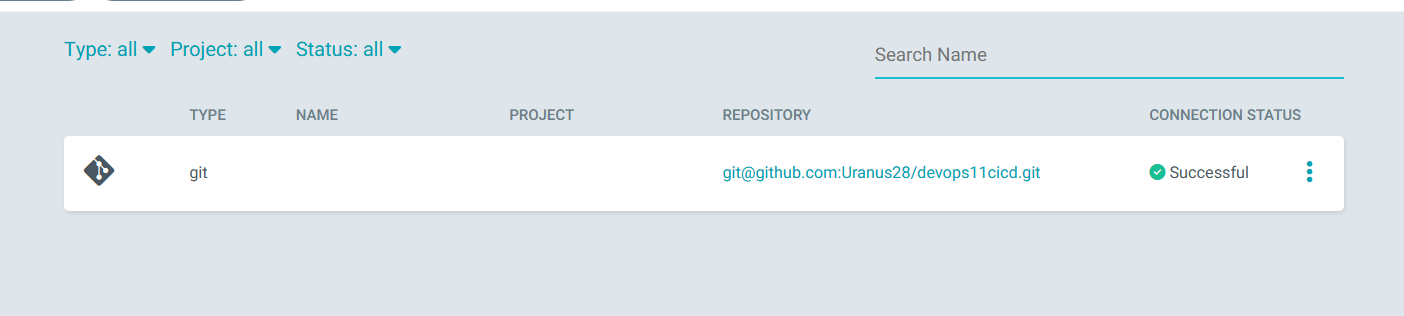 Type: all Project: all Status: all
Search Name
TYPE NAME PROJECT REPOSITORY CONNECTION STATUS
git git@github.com:Uranus28/devops11cicd.git Successful